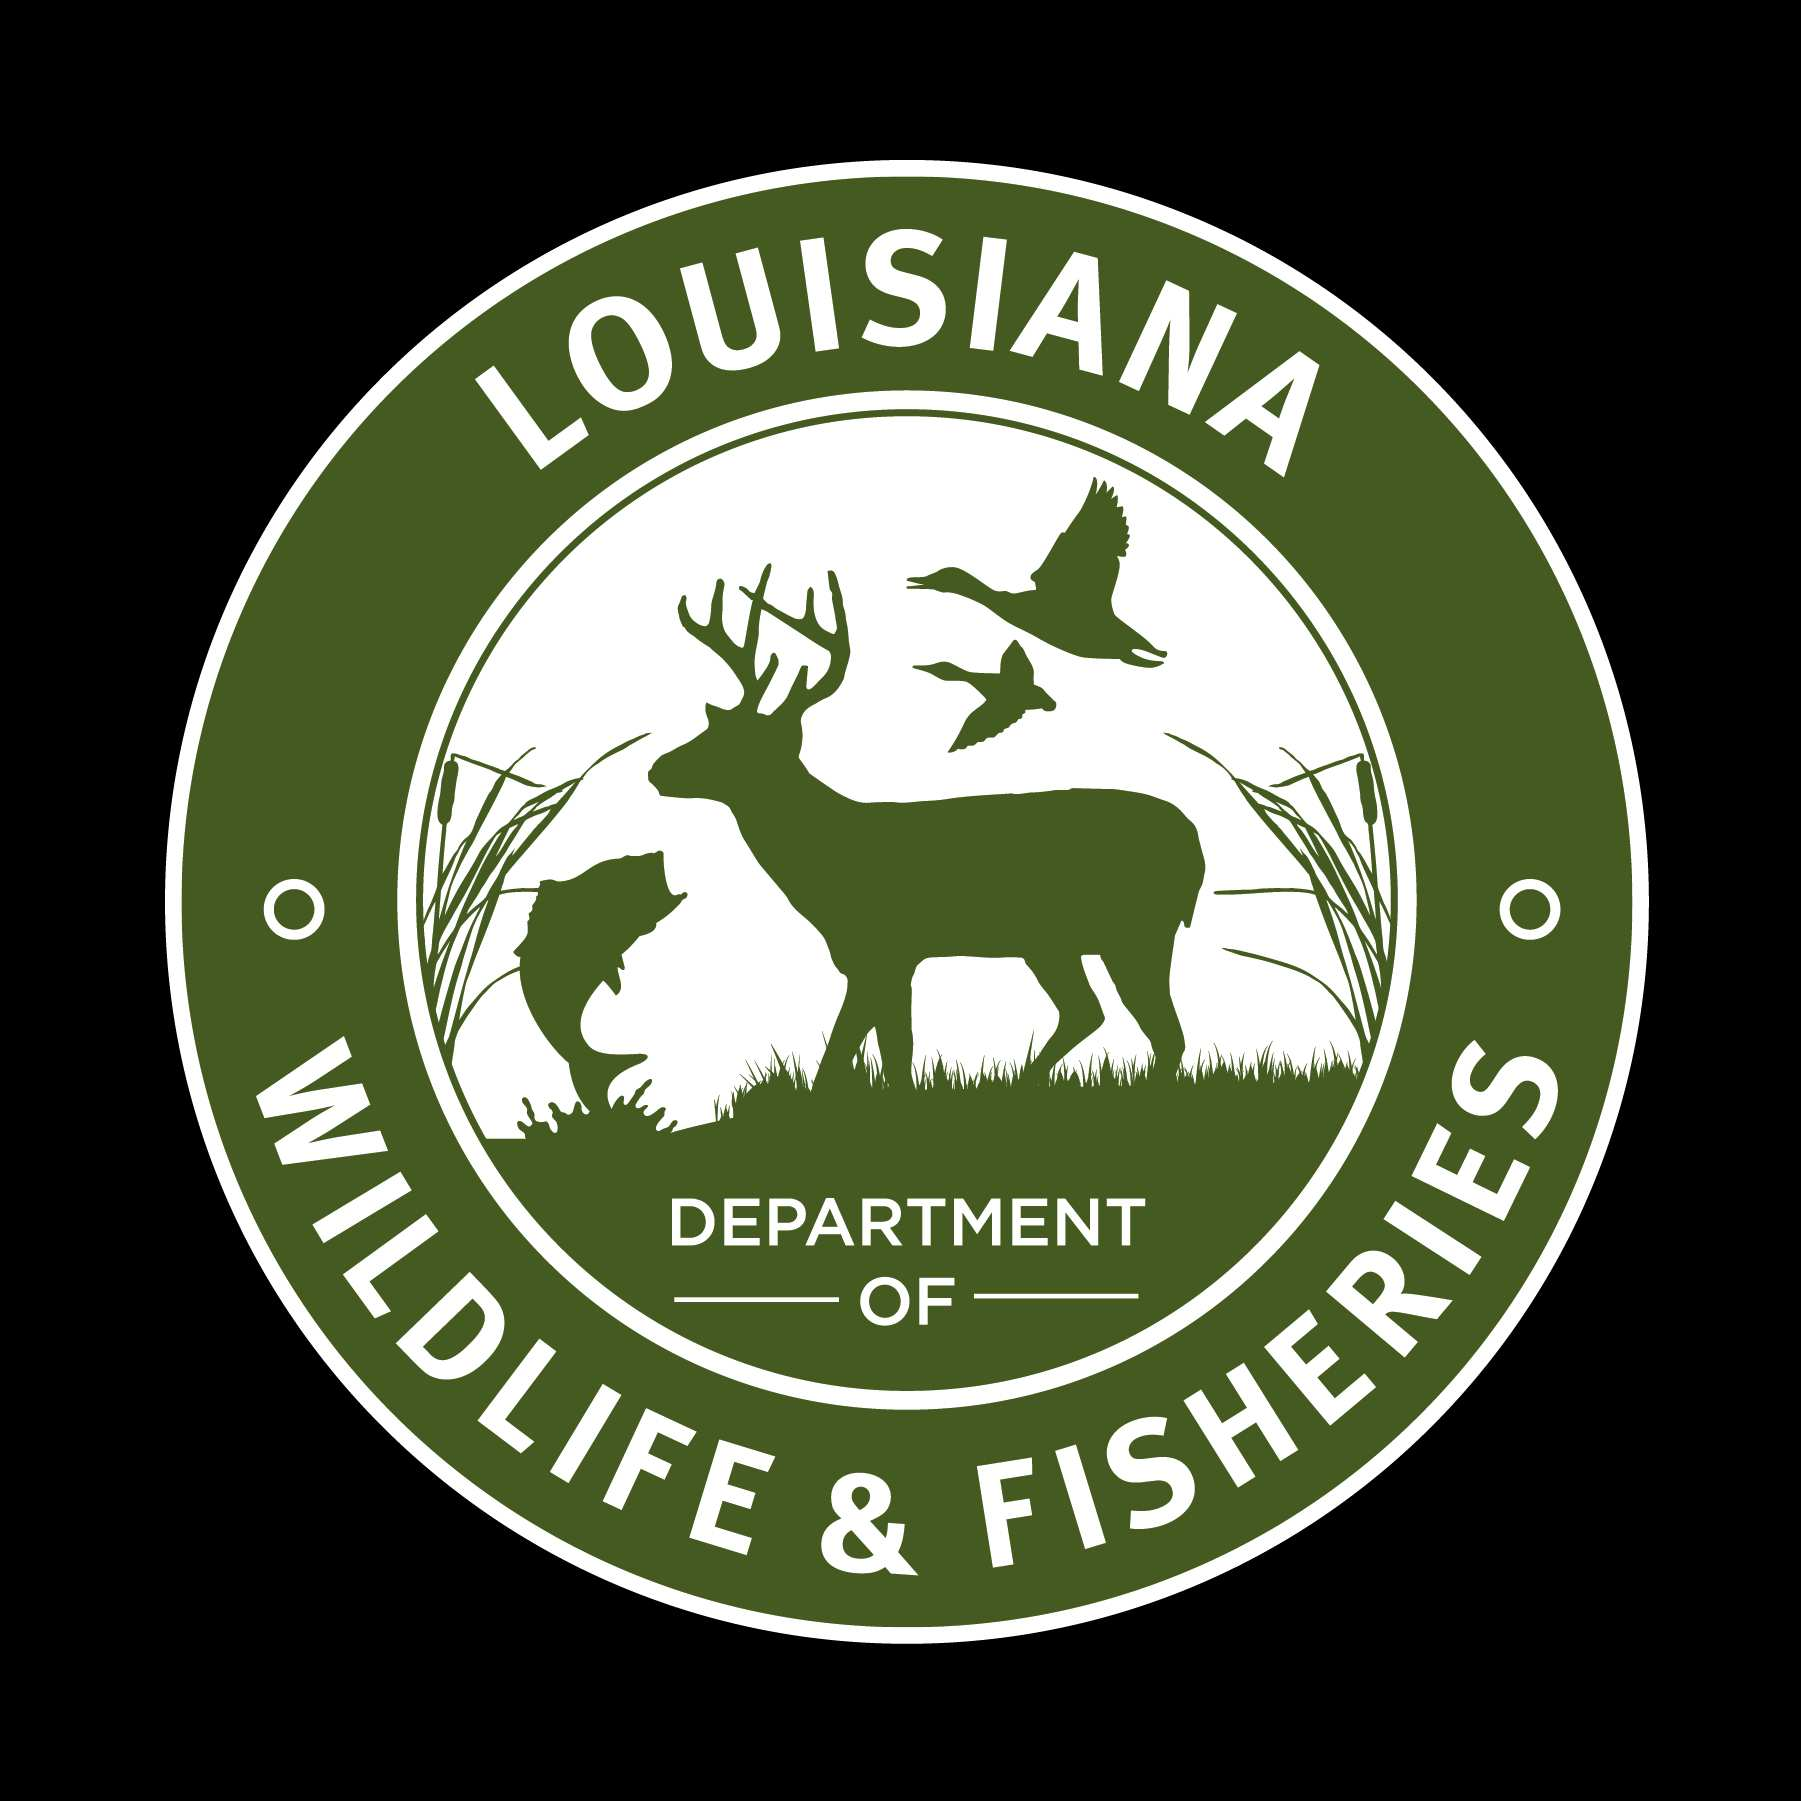 LOUISIANA
DEPARTMENT
OF
WILDLIFE & FISHERIES